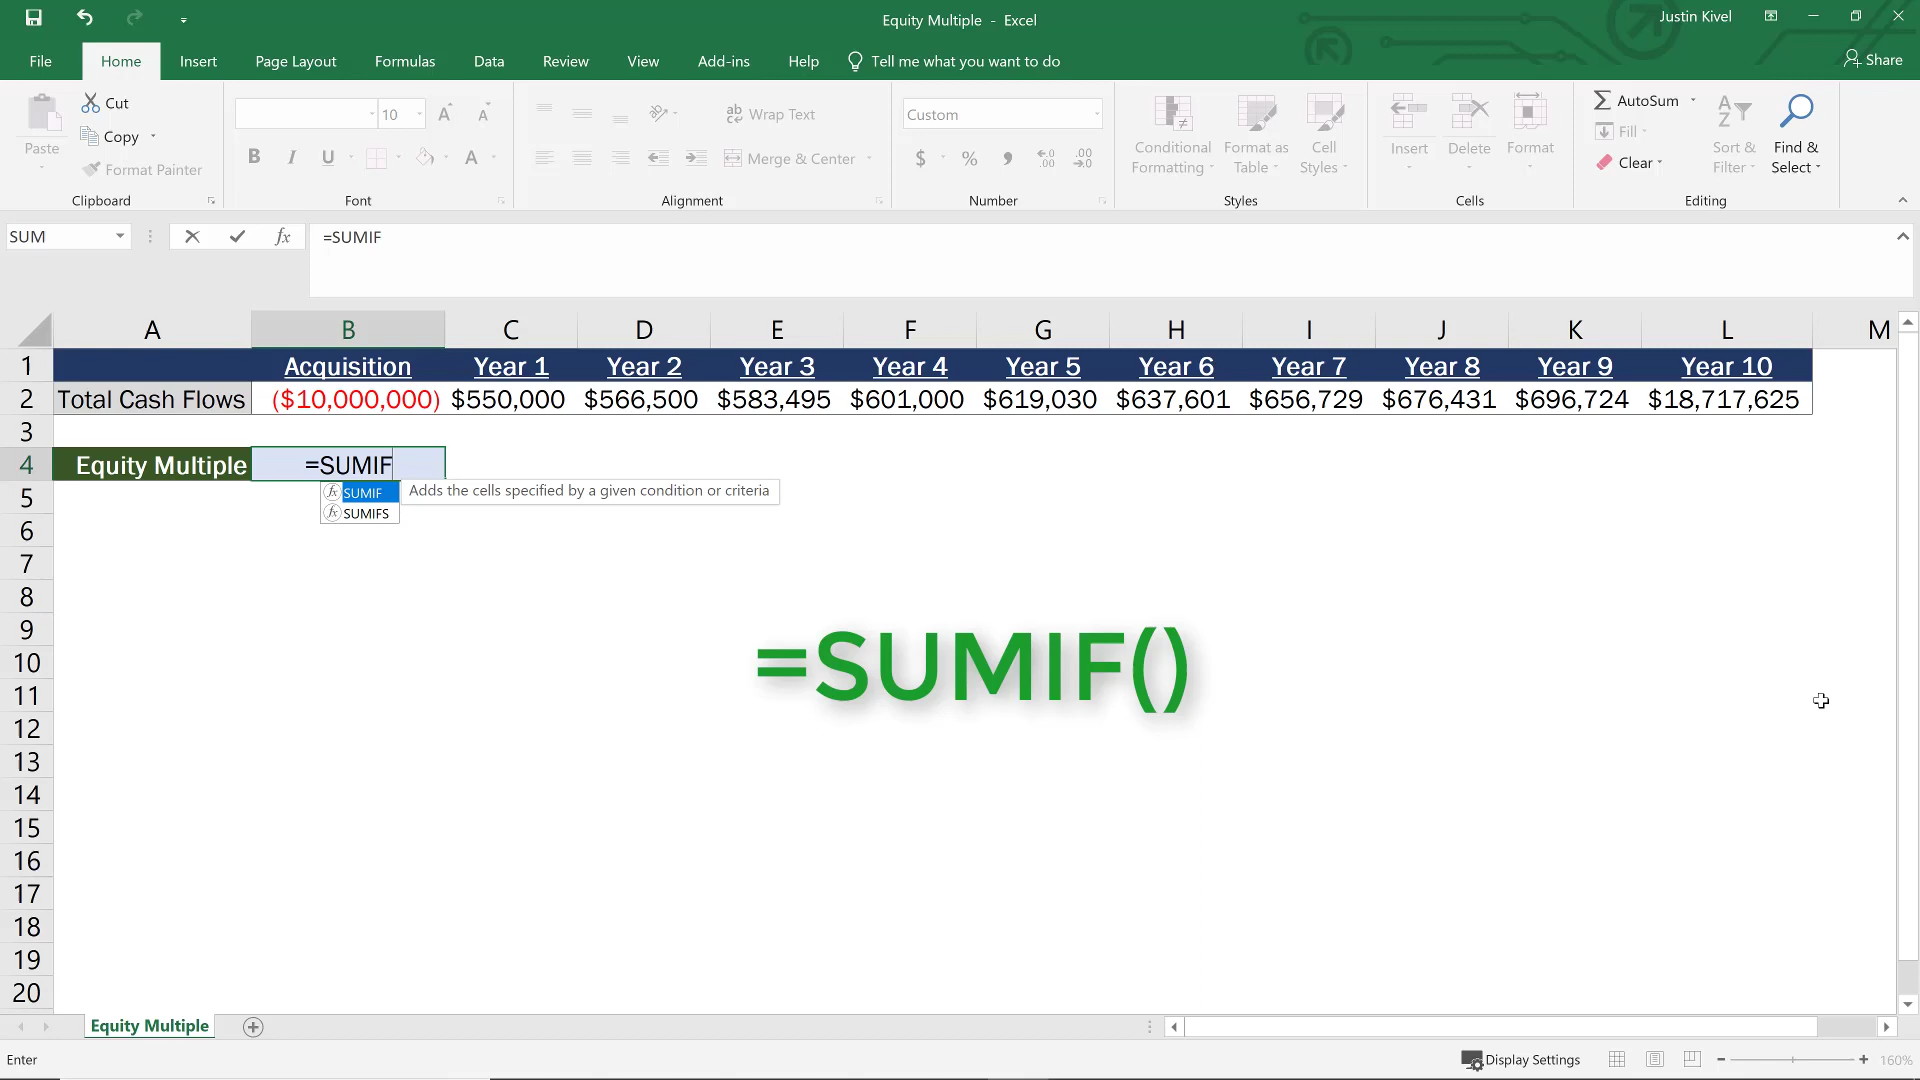 Equity Multiple - Excel
Justin Kivel
File Home Insert Page Layout Formulas Data Review View Add-ins Help Tell me what you want to do
Share
Paste
Cut
Copy
Format Painter
Clipboard
10
Font
Wrap Text
Merge & Center
Alignment
Custom
Number
Conditional Formatting
Format as Table
Cell Styles
Styles
Insert Delete Format
Cells
AutoSum
Fill
Clear
Sort & Filter
Find & Select
Editing
SUM
=SUMIF
A B C D E F G H I J K L M
1 Acquisition Year 1 Year 2 Year 3 Year 4 Year 5 Year 6 Year 7 Year 8 Year 9 Year 10
2 Total Cash Flows ($10,000,000) $550,000 $566,500 $583,495 $601,000 $619,030 $637,601 $656,729 $676,431 $696,724 $18,717,625
3
4 Equity Multiple =SUMIF
SUMIF Adds the cells specified by a given condition or criteria
SUMIFS
5
6
7
8
9
=SUMIF()
10
11
12
13
14
15
16
17
18
19
20
Equity Multiple
Enter
Display Settings
160%